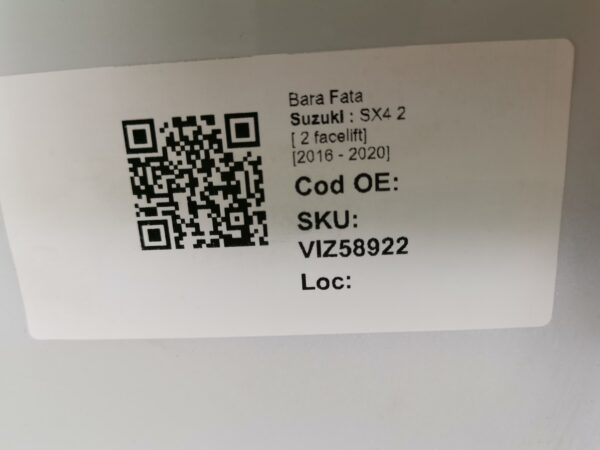 Bara Fata
Suzuki : SX4 2
[ 2 facelift]
[2016 - 2020]
Cod OE:
SKU:
VIZ58922
Loc: